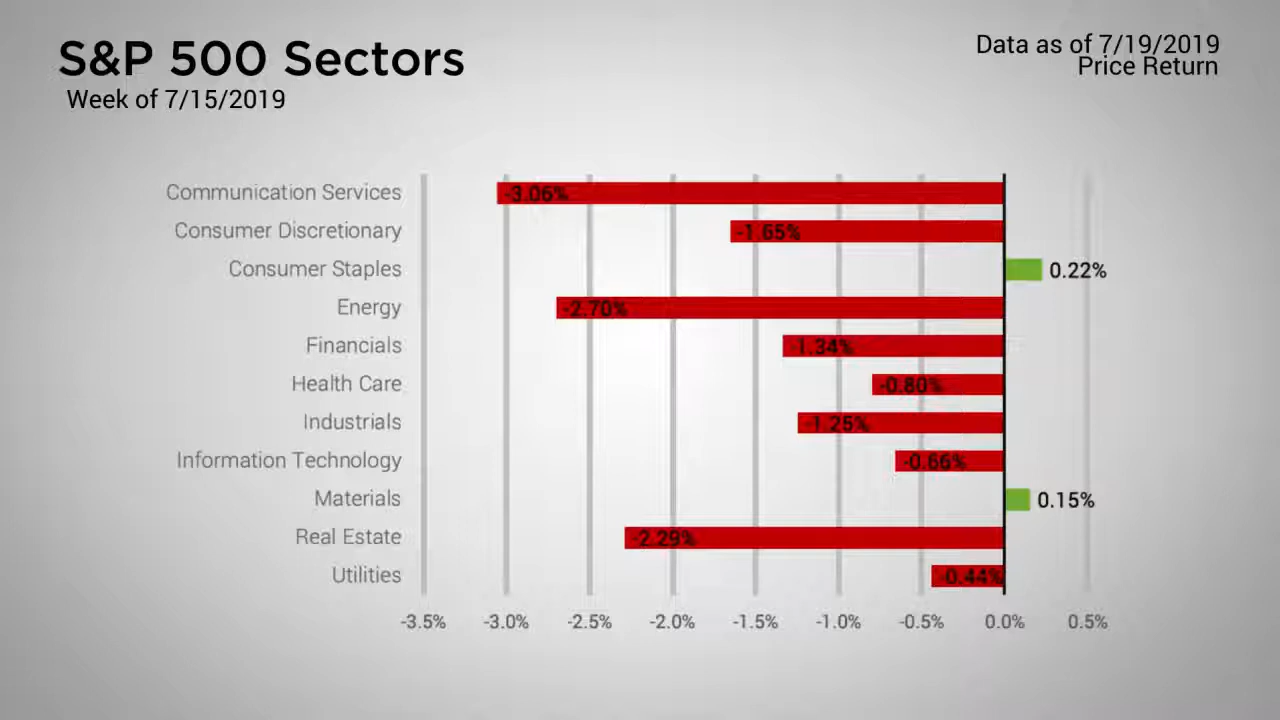 S&P 500 Sectors
Week of 7/15/2019
Data as of 7/19/2019
Price Return
Communication Services -3.06%
Consumer Discretionary -1.65%
Consumer Staples 0.22%
Energy -2.70%
Financials -1.34%
Health Care -0.80%
Industrials -1.25%
Information Technology -0.66%
Materials 0.15%
Real Estate -2.29%
Utilities -0.44%
-3.5% -3.0% -2.5% -2.0% -1.5% -1.0% -0.5% 0.0% 0.5%